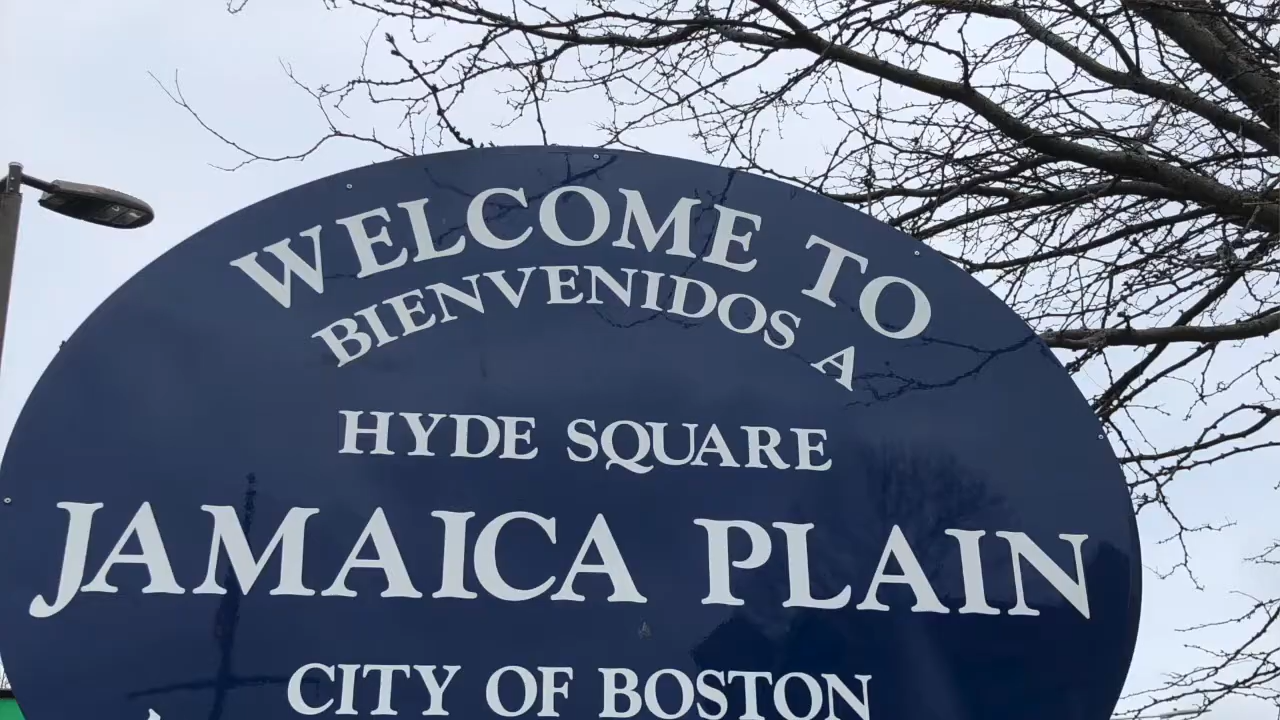 WELCOME TO
BIENVENIDOS A
HYDE SQUARE
JAMAICA PLAIN
CITY OF BOSTON